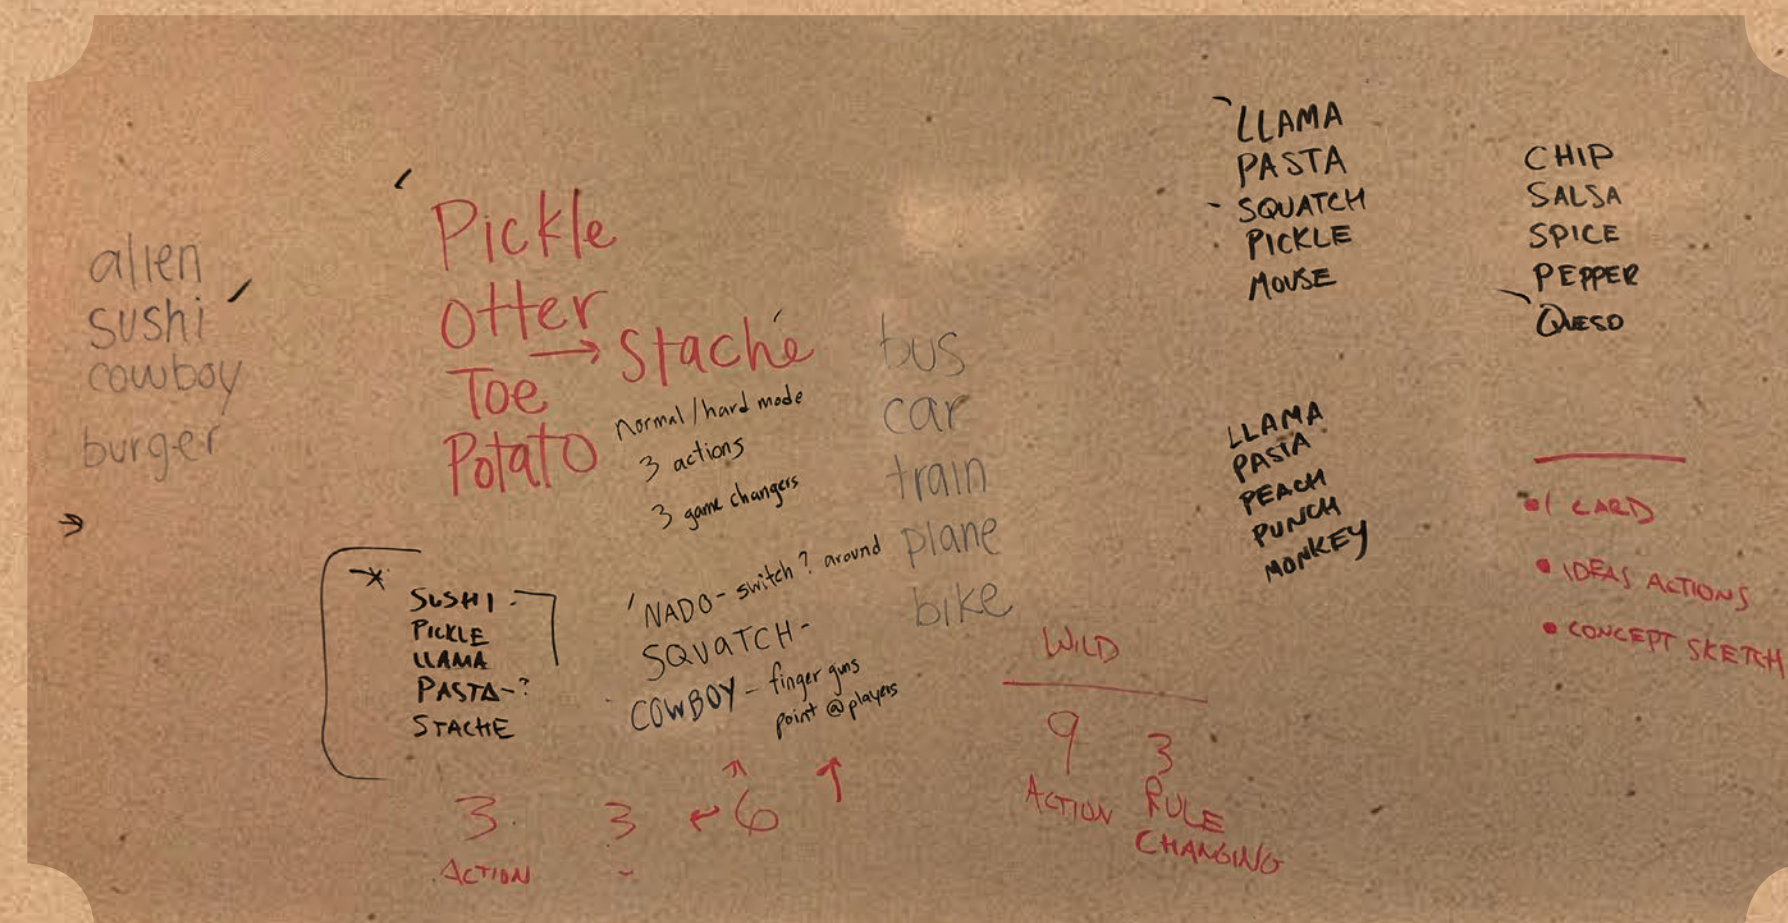 alien
sushi
cowboy
burger
Pickle
otter
→ Stache
Toe
Potato
normal/hard mode
3 actions
3 game changers
bus
car
train
plane
bike
LLAMA
PASTA
SQUATCH
PICKLE
MOUSE
CHIP
SALSA
SPICE
PEPPER
QUESO
LLAMA
PASTA
PEACH
PUNCH
MONKEY
• 1 CARD
• IDEAS ACTIONS
• CONCEPT SKETCH
SUSHI
PICKLE
LLAMA
PASTA-?
STACHE
NADO- switch? around
SQUATCH-
COWBOY- finger guns
point @ players
3
ACTION
3
6
WILD
9
ACTION
3
RULE
CHANGING